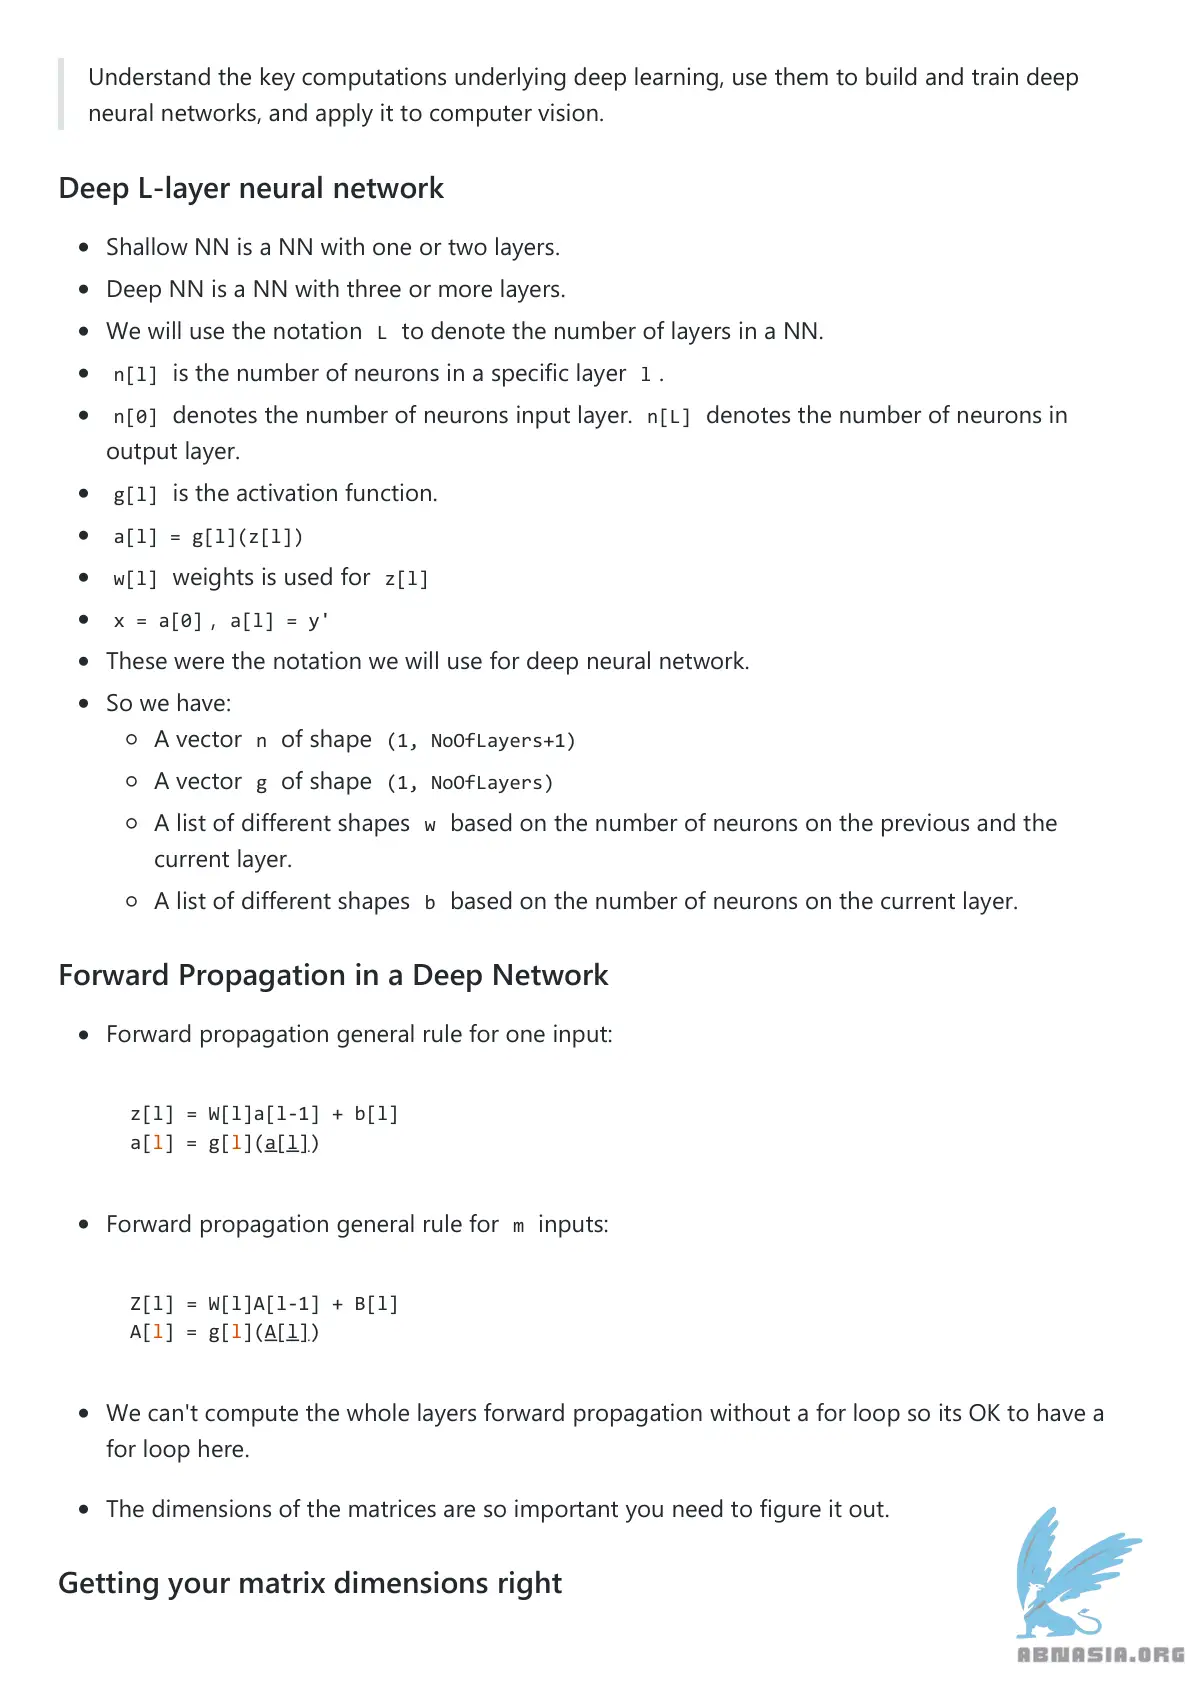 Understand the key computations underlying deep learning, use them to build and train deep
neural networks, and apply it to computer vision.
Deep L-layer neural network
Shallow NN is a NN with one or two layers.
Deep NN is a NN with three or more layers.
We will use the notation L to denote the number of layers in a NN.
n[l] is the number of neurons in a specific layer l .
n[0] denotes the number of neurons input layer. n[L] denotes the number of neurons in
output layer.
g[l] is the activation function.
a[l] = g[l](z[l])
w[l] weights is used for z[l]
x = a[0] , a[l] = y'
These were the notation we will use for deep neural network.
So we have:
A vector n of shape (1, NoOfLayers+1)
A vector g of shape (1, NoOfLayers)
A list of different shapes w based on the number of neurons on the previous and the
current layer.
A list of different shapes b based on the number of neurons on the current layer.
Forward Propagation in a Deep Network
Forward propagation general rule for one input:
z[l] = W[l]a[l-1] + b[l]
a[l] = g[l](a[l])
Forward propagation general rule for m inputs:
Z[l] = W[l]A[l-1] + B[l]
A[l] = g[l](A[l])
We can't compute the whole layers forward propagation without a for loop so its OK to have a
for loop here.
The dimensions of the matrices are so important you need to figure it out.
Getting your matrix dimensions right
ABNASIA.ORG